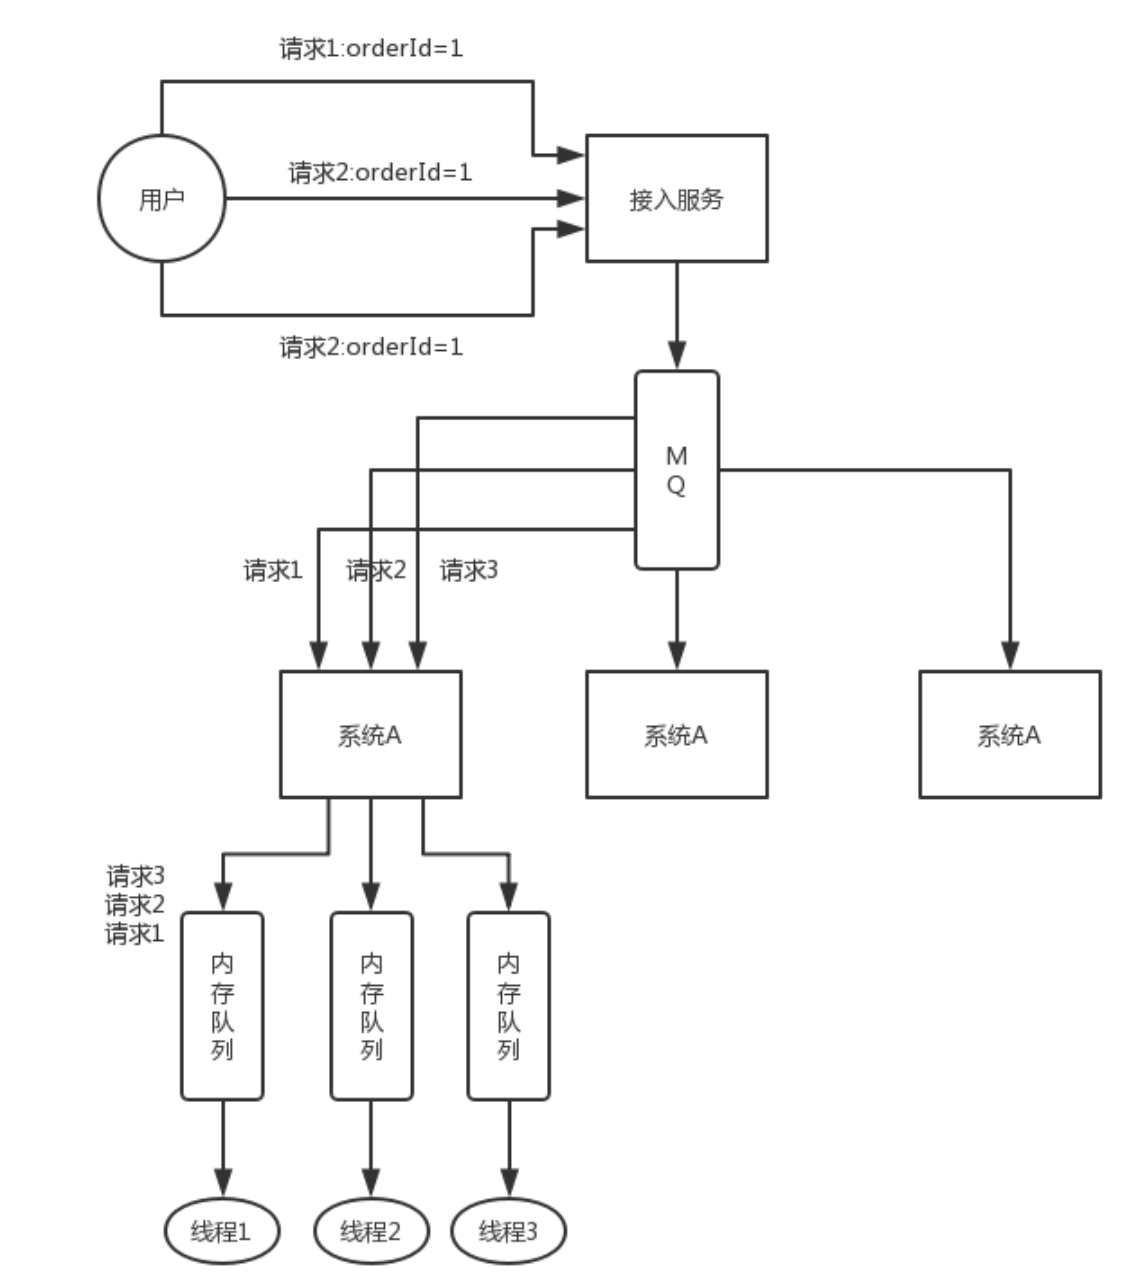 请求1:orderId=1
请求2:orderId=1
用户
接入服务
请求2:orderId=1
M
Q
请求1
请求2
请求3
系统A
系统A
系统A
请求3
请求2
请求1
内
存
队
列
内
存
队
列
内
存
队
列
线程1
线程2
线程3